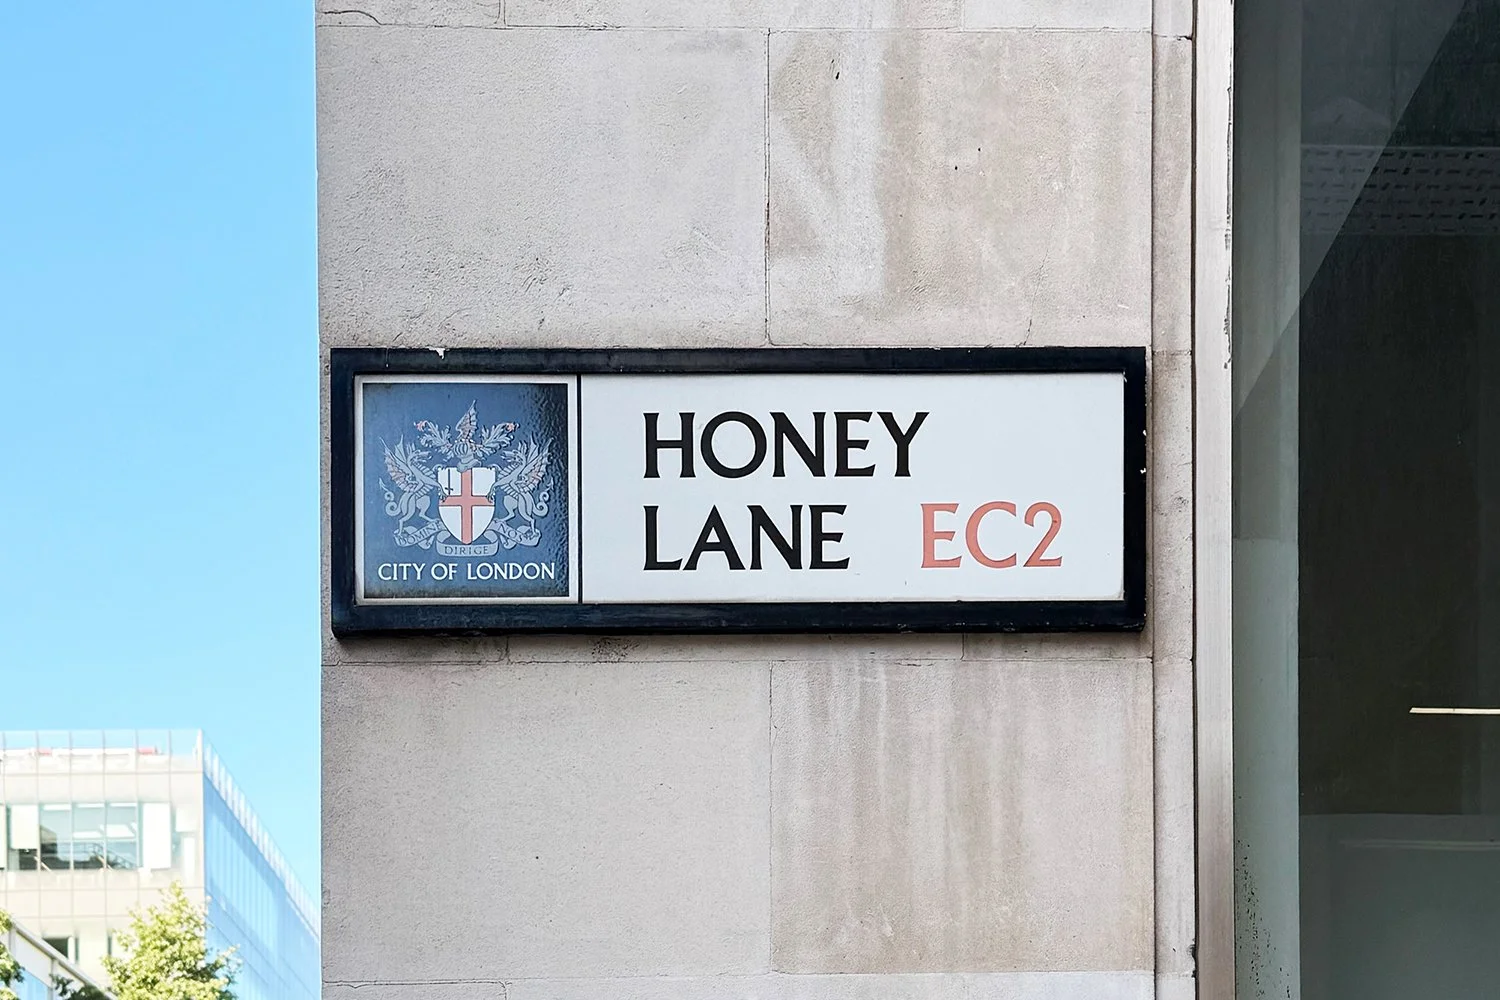 DOMINE DIRIGE NOS
CITY OF LONDON
HONEY
LANE EC2